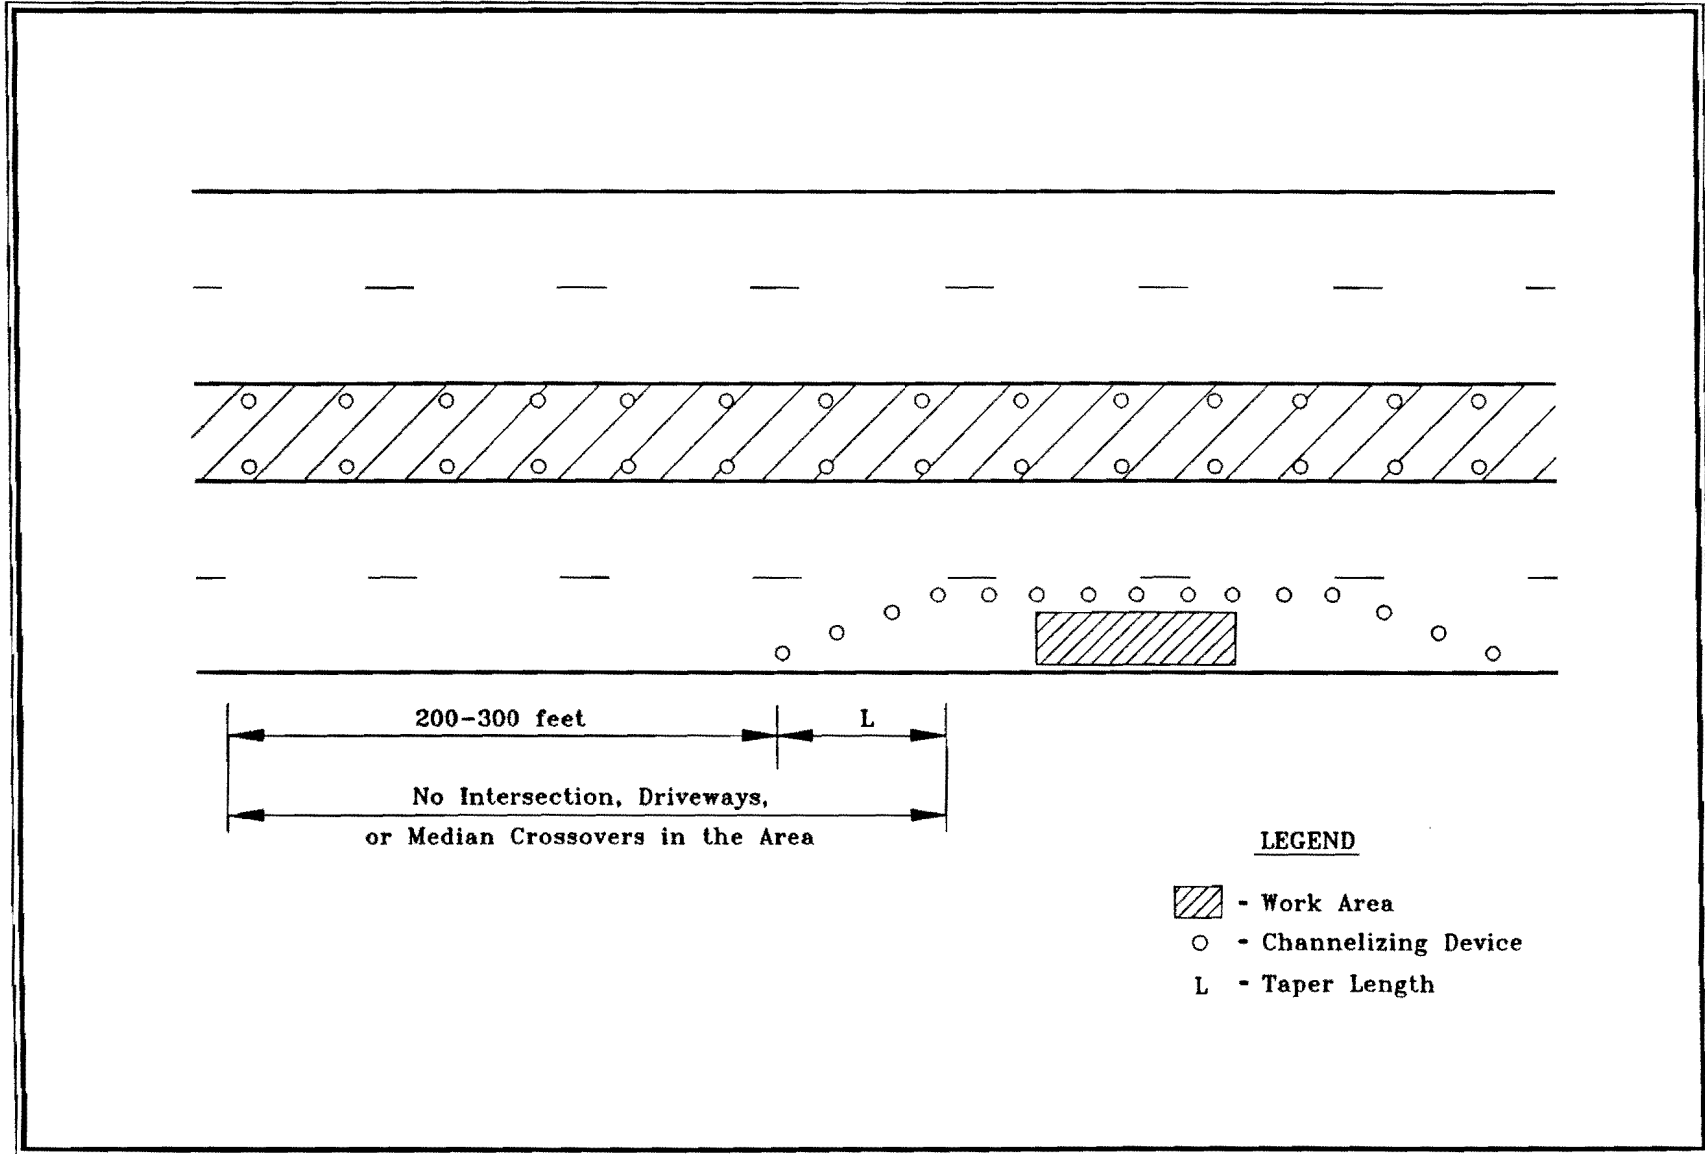 200-300 feet
L
No Intersection, Driveways,
or Median Crossovers in the Area
LEGEND
- Work Area
- Channelizing Device
L - Taper Length